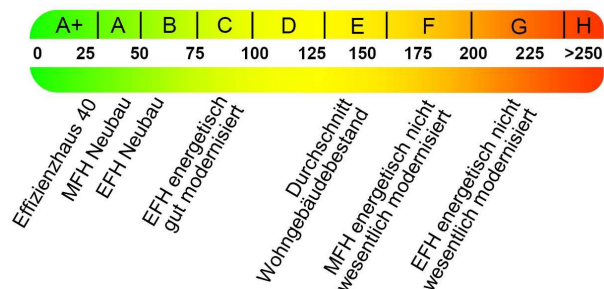 A+ A B C D E F G H
0 25 50 75 100 125 150 175 200 225 >250
Effizienzhaus 40
MFH Neubau
EFH Neubau
EFH energetisch
gut modernisiert
Durchschnitt
Wohngebäudebestand
MFH energetisch nicht
wesentlich modernisiert
EFH energetisch nicht
wesentlich modernisiert